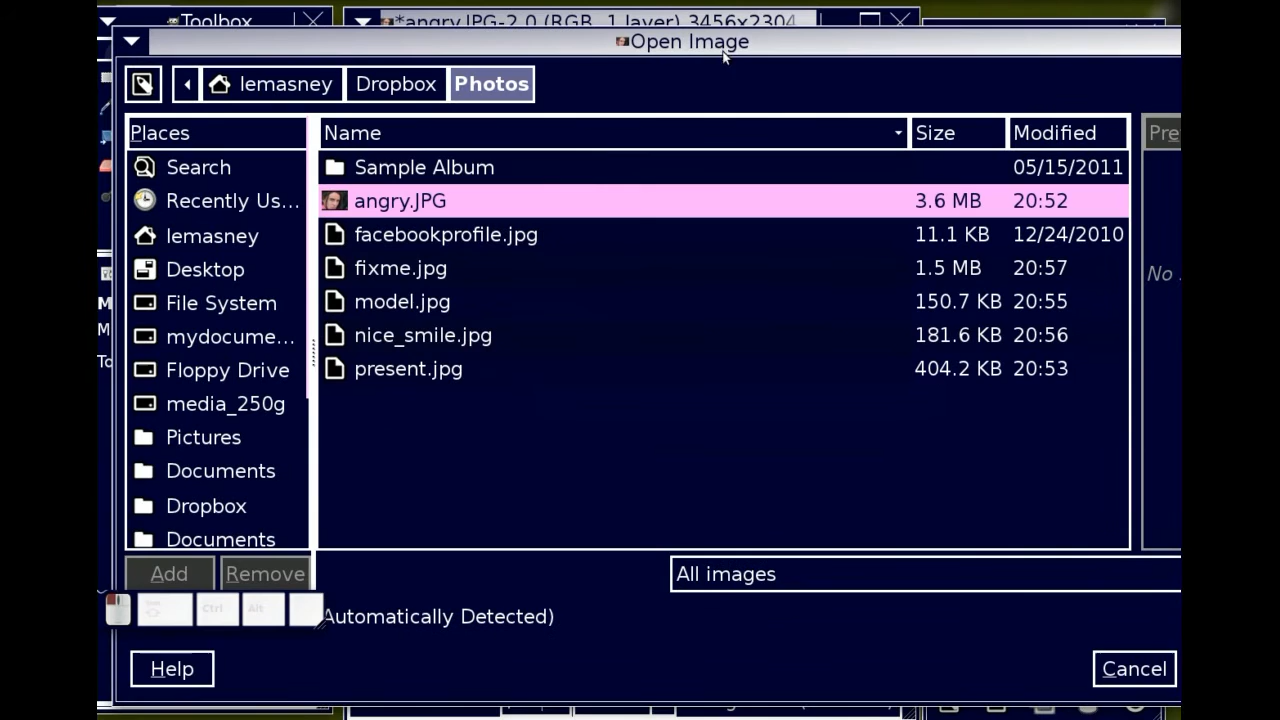 Toolbox
*angry.JPG-2.0 (RGB, 1 layer) 3456x2304
Open Image
lemasney
Dropbox
Photos
Places
Name
Size
Modified
Pre
Search
Sample Album
05/15/2011
Recently Us...
angry.JPG
3.6 MB
20:52
lemasney
facebookprofile.jpg
11.1 KB
12/24/2010
Desktop
fixme.jpg
1.5 MB
20:57
No
File System
model.jpg
150.7 KB
20:55
mydocume...
nice_smile.jpg
181.6 KB
20:56
Floppy Drive
present.jpg
404.2 KB
20:53
media_250g
Pictures
Documents
Dropbox
Documents
Add
Remove
All images
Ctrl
Alt
Automatically Detected)
Help
Cancel